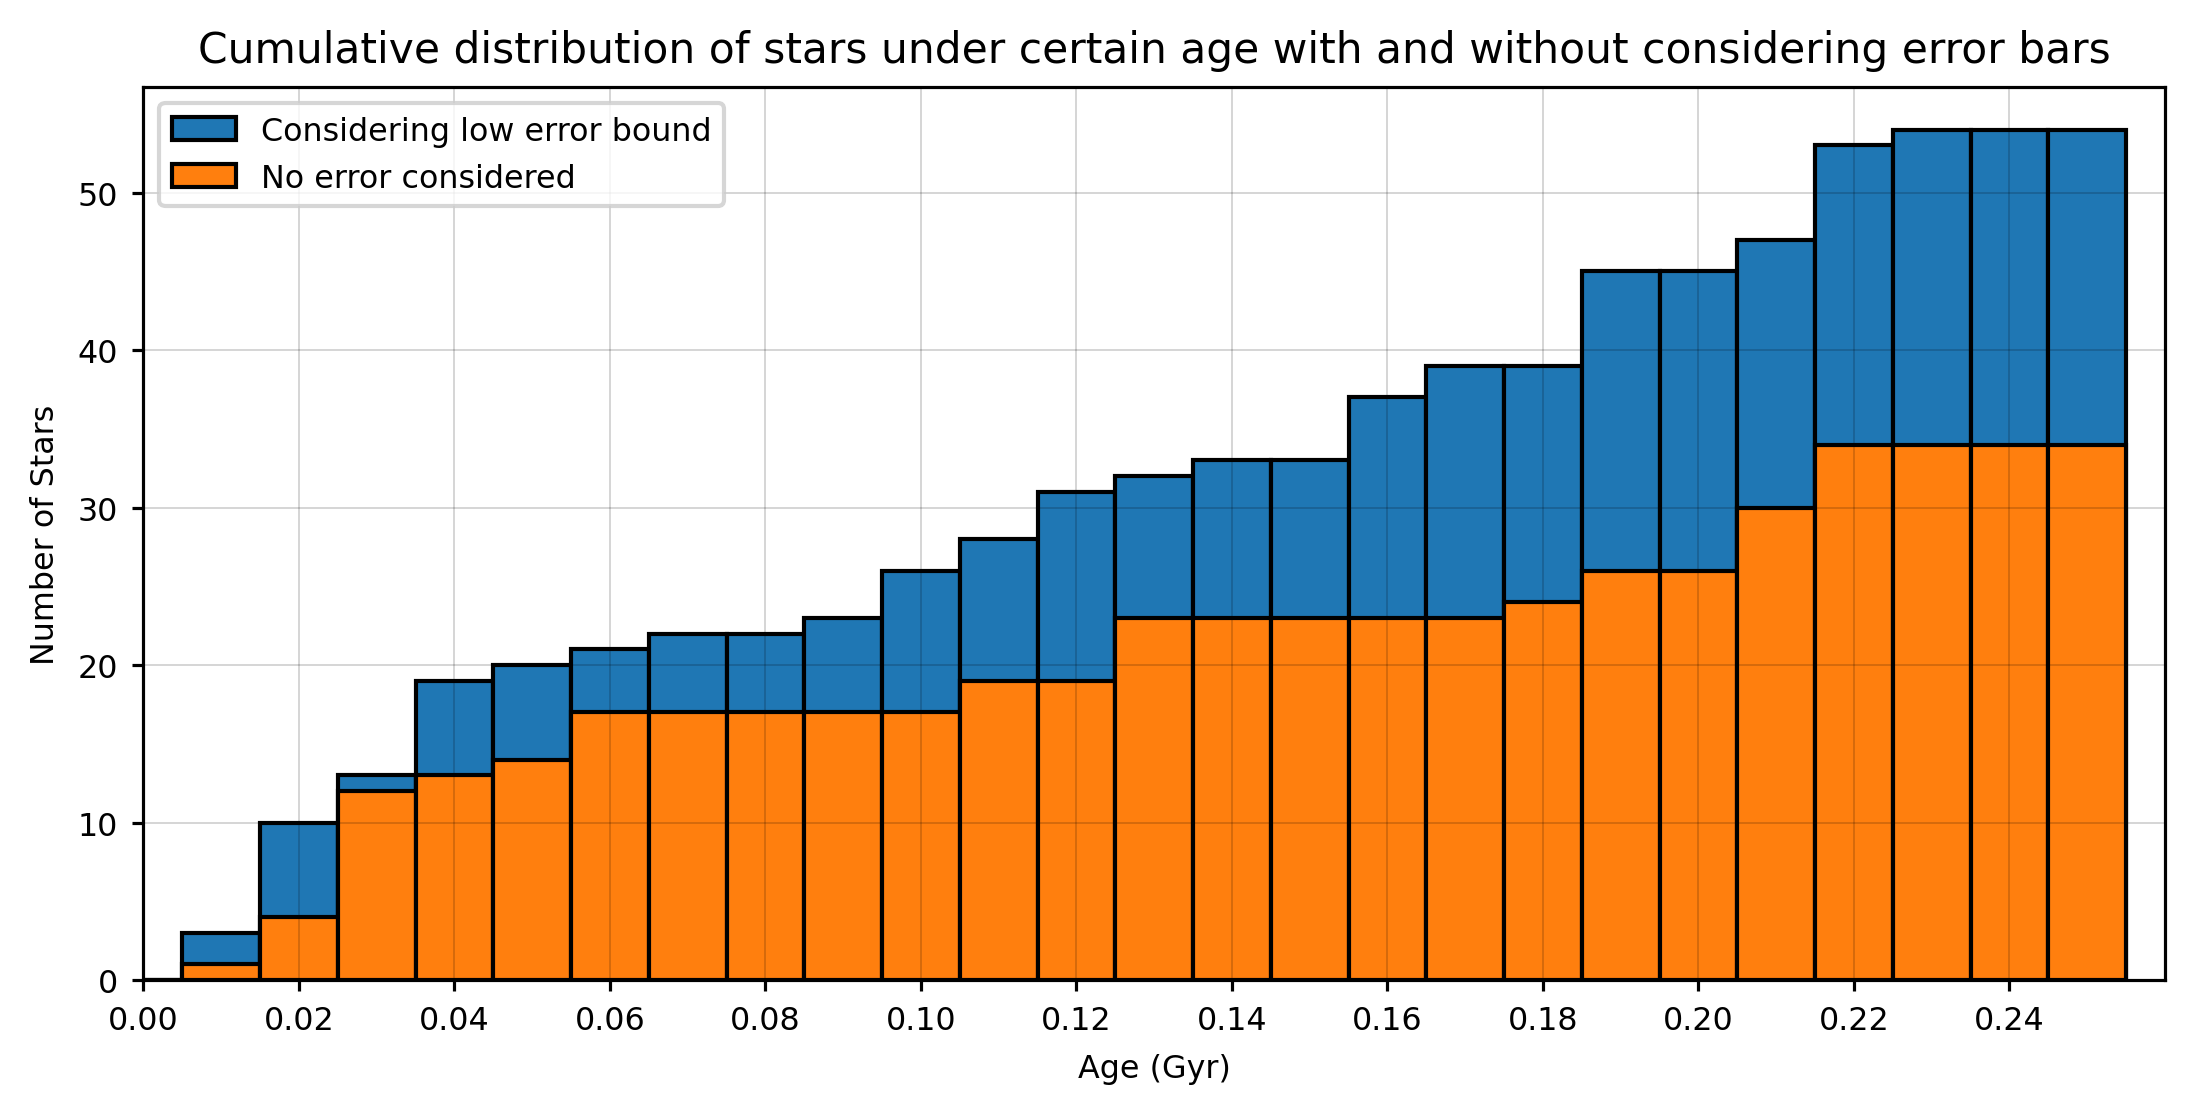 Cumulative distribution of stars under certain age with and without considering error bars
Considering low error bound
No error considered
50
40
30
20
10
0
Number of Stars
0.00 0.02 0.04 0.06 0.08 0.10 0.12 0.14 0.16 0.18 0.20 0.22 0.24
Age (Gyr)